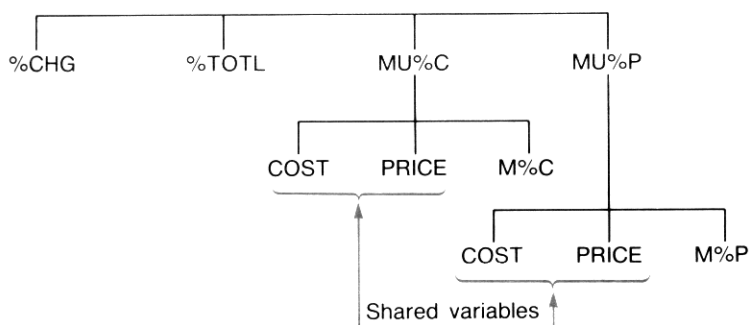 %CHG %TOTL MU%C MU%P
COST PRICE M%C
COST PRICE M%P
Shared variables